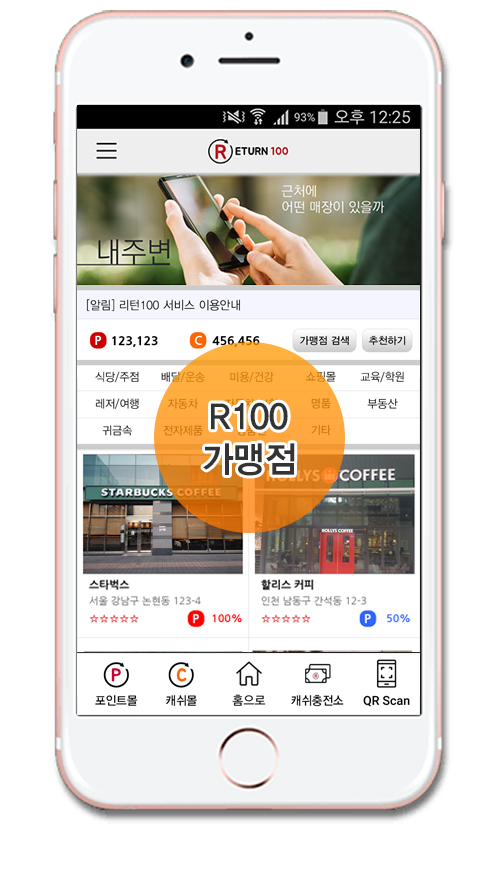 93% 오후 12:25
RETURN 100
근처에
어떤 매장이 있을까
내주변
[알림] 리턴100 서비스 이용안내
P 123,123 C 456,456 가맹점 검색 추천하기
식당/주점 배달/운송 미용/건강 쇼핑몰 교육/학원
레저/여행 자동차 명품 부동산
귀금속 전자제품 기타
R100
가맹점
STARBUCKS COFFEE
HOLLYS COFFEE
HOLLYS COFFEE
스타벅스
서울 강남구 논현동 123-4
☆☆☆☆☆ P 100%
할리스 커피
인천 남동구 간석동 12-3
☆☆☆☆☆ P 50%
P C
포인트몰 캐쉬몰 홈으로 캐쉬충전소 QR Scan